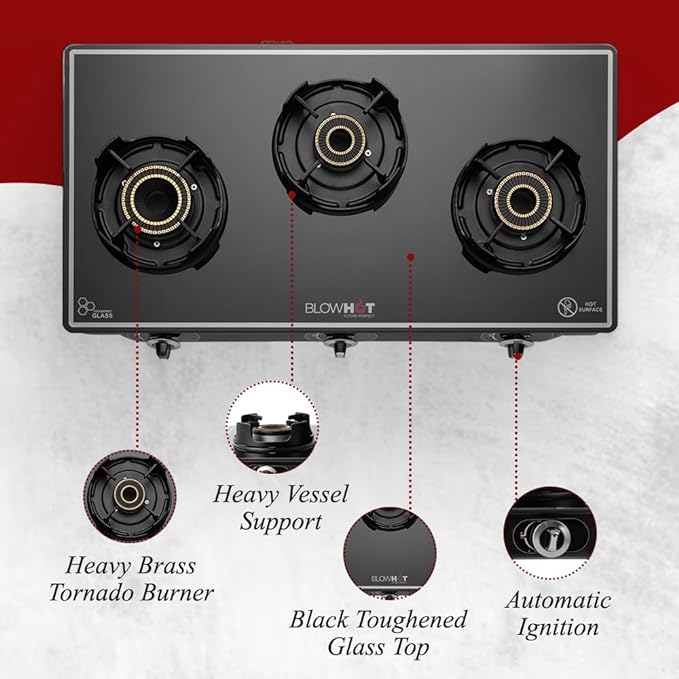 BLOWHOT
FUTURE PERFECT
TOUGHENED
GLASS
HOT
SURFACE
Heavy Vessel
Support
Heavy Brass
Tornado Burner
BLOWHOT
Black Toughened
Glass Top
Automatic
Ignition